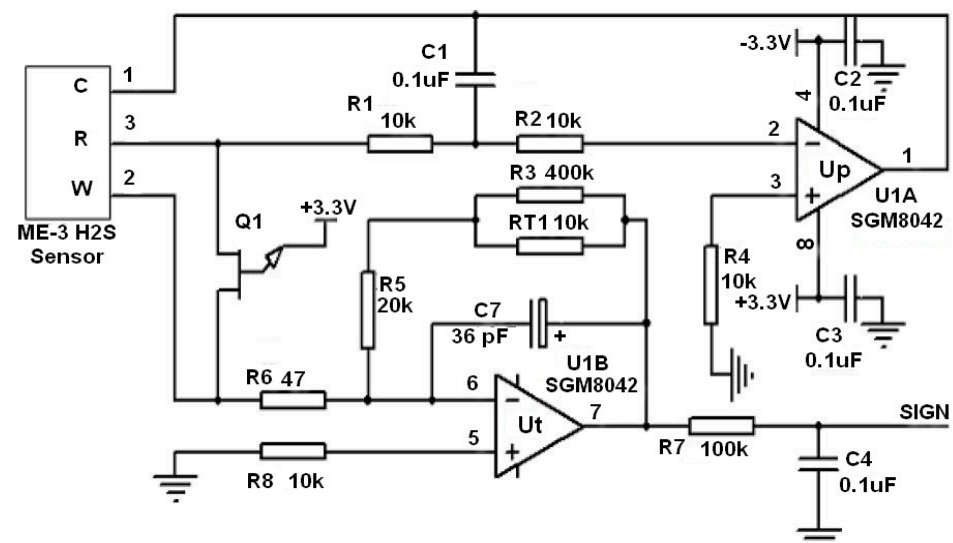 C
R
W
1
3
2
ME-3 H2S
Sensor
C1
0.1uF
R1
10k
R2 10k
R3 400k
RT1 10k
-3.3V
C2
0.1uF
4
2
3
Up
1
U1A
SGM8042
8
+3.3V
C3
0.1uF
R4
10k
Q1
+3.3V
R5
20k
C7
36 pF
+
U1B
SGM8042
R6 47
6
5
−
+
−
+
Ut
7
R8 10k
R7 100k
SIGN
C4
0.1uF